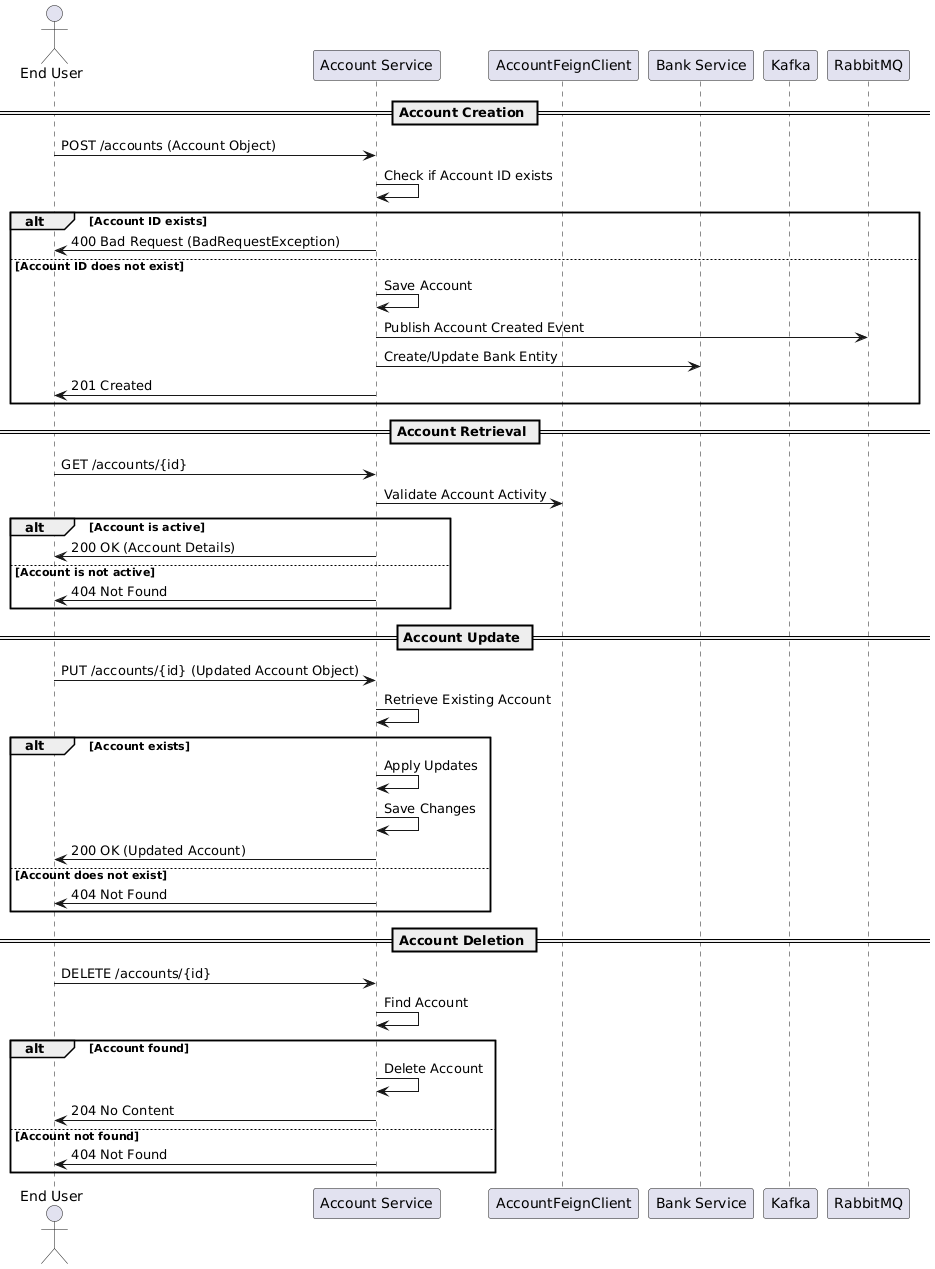 End User
Account Service
AccountFeignClient
Bank Service
Kafka
RabbitMQ
Account Creation
POST /accounts (Account Object)
Check if Account ID exists
alt
[Account ID exists]
400 Bad Request (BadRequestException)
[Account ID does not exist]
Save Account
Publish Account Created Event
Create/Update Bank Entity
201 Created
Account Retrieval
GET /accounts/{id}
Validate Account Activity
alt
[Account is active]
200 OK (Account Details)
[Account is not active]
404 Not Found
Account Update
PUT /accounts/{id} (Updated Account Object)
Retrieve Existing Account
alt
[Account exists]
Apply Updates
Save Changes
200 OK (Updated Account)
[Account does not exist]
404 Not Found
Account Deletion
DELETE /accounts/{id}
Find Account
alt
[Account found]
Delete Account
204 No Content
[Account not found]
404 Not Found
End User
Account Service
AccountFeignClient
Bank Service
Kafka
RabbitMQ